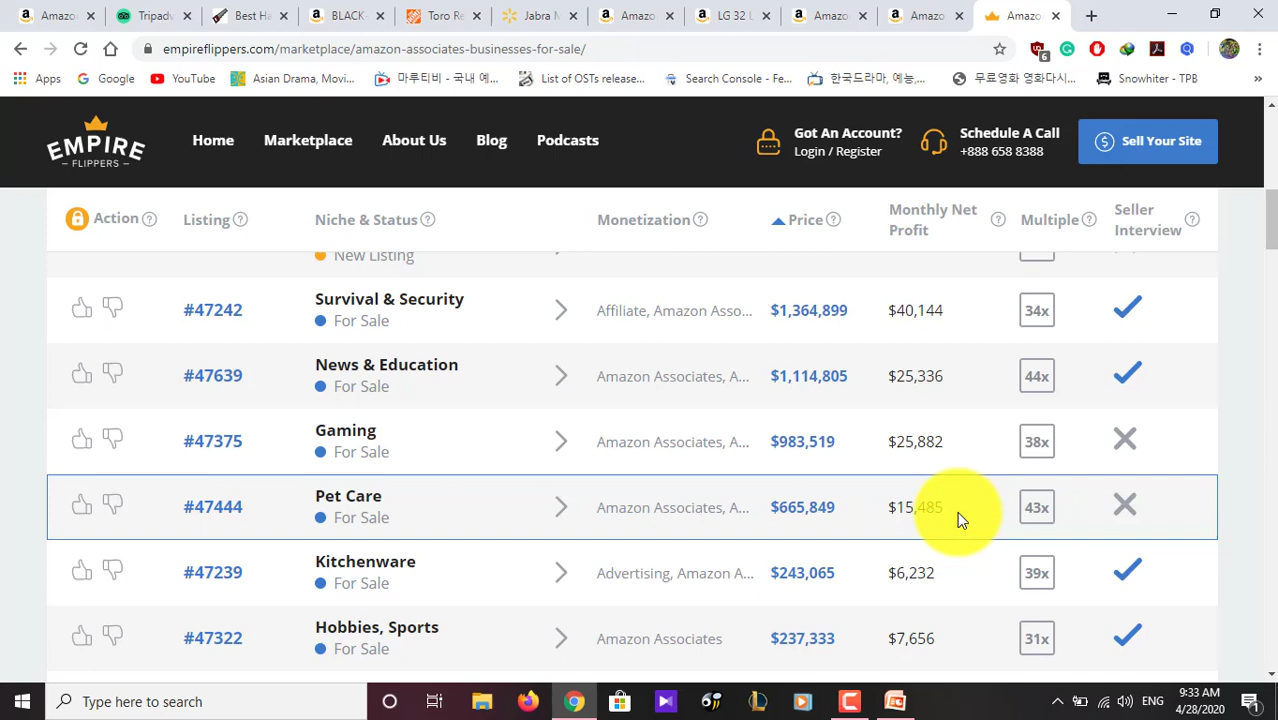 Amazo
Tripadv
Best Ha
BLACK+
Toro Re
Jabra M
Amazo
LG 32 L
Amazo
Amazo
Amazo
empireflippers.com/marketplace/amazon-associates-businesses-for-sale/
6
Apps
Google
YouTube
Asian Drama, Movi...
마루티비 - 국내 예...
List of OSTs release...
Search Console - Fe...
한국드라마, 예능,...
무료영화 영화다시...
Snowhiter - TPB
»
EMPIRE
FLIPPERS
Home
Marketplace
About Us
Blog
Podcasts
Got An Account?
Login / Register
Schedule A Call
+888 658 8388
Sell Your Site
Action
Listing
Niche & Status
Monetization
Price
Monthly Net
Profit
Multiple
Seller
Interview
New Listing
#47242
Survival & Security
For Sale
Affiliate, Amazon Asso...
$1,364,899
$40,144
34x
#47639
News & Education
For Sale
Amazon Associates, A...
$1,114,805
$25,336
44x
#47375
Gaming
For Sale
Amazon Associates, A...
$983,519
$25,882
38x
#47444
Pet Care
For Sale
Amazon Associates, A...
$665,849
$15,485
43x
#47239
Kitchenware
For Sale
Advertising, Amazon A...
$243,065
$6,232
39x
#47322
Hobbies, Sports
For Sale
Amazon Associates
$237,333
$7,656
31x
Type here to search
ENG
9:33 AM
4/28/2020
1